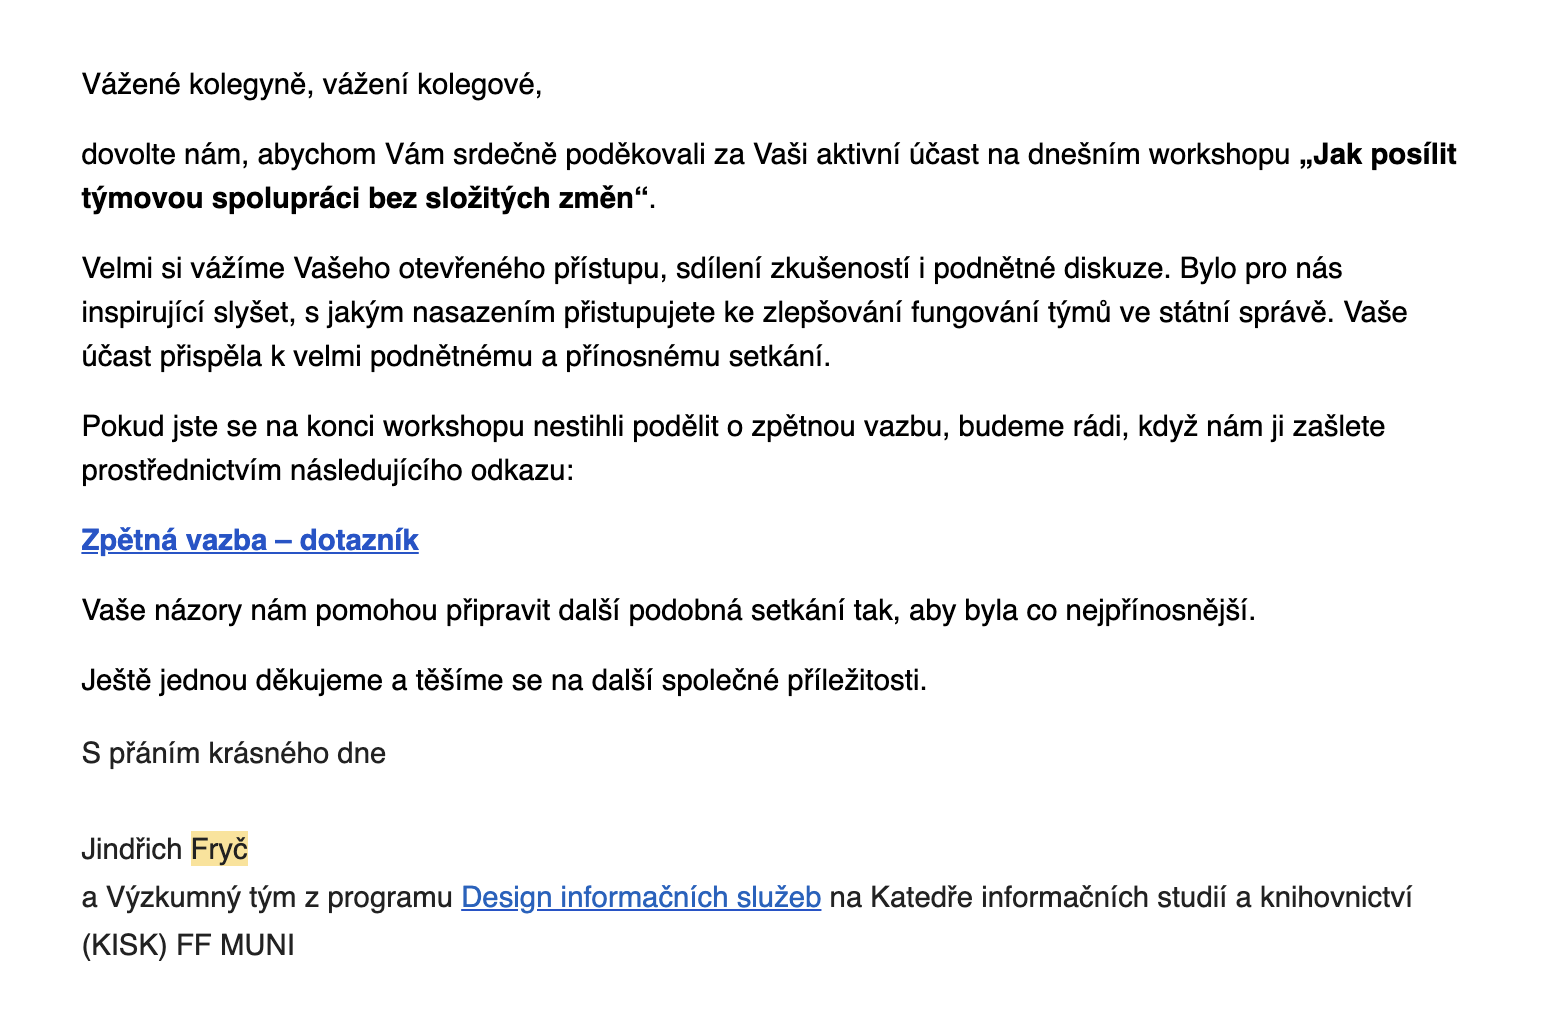 Vážené kolegyně, vážení kolegové,
dovolte nám, abychom Vám srdečně poděkovali za Vaši aktivní účast na dnešním workshopu „Jak posílit
týmovou spolupráci bez složitých změn“.
Velmi si vážíme Vašeho otevřeného přístupu, sdílení zkušeností i podnětné diskuze. Bylo pro nás
inspirující slyšet, s jakým nasazením přistupujete ke zlepšování fungování týmů ve státní správě. Vaše
účast přispěla k velmi podnětnému a přínosnému setkání.
Pokud jste se na konci workshopu nestihli podělit o zpětnou vazbu, budeme rádi, když nám ji zašlete
prostřednictvím následujícího odkazu:
Zpětná vazba – dotazník
Vaše názory nám pomohou připravit další podobná setkání tak, aby byla co nejpřínosnější.
Ještě jednou děkujeme a těšíme se na další společné příležitosti.
S přáním krásného dne
Jindřich Fryč
a Výzkumný tým z programu Design informačních služeb na Katedře informačních studií a knihovnictví
(KISK) FF MUNI